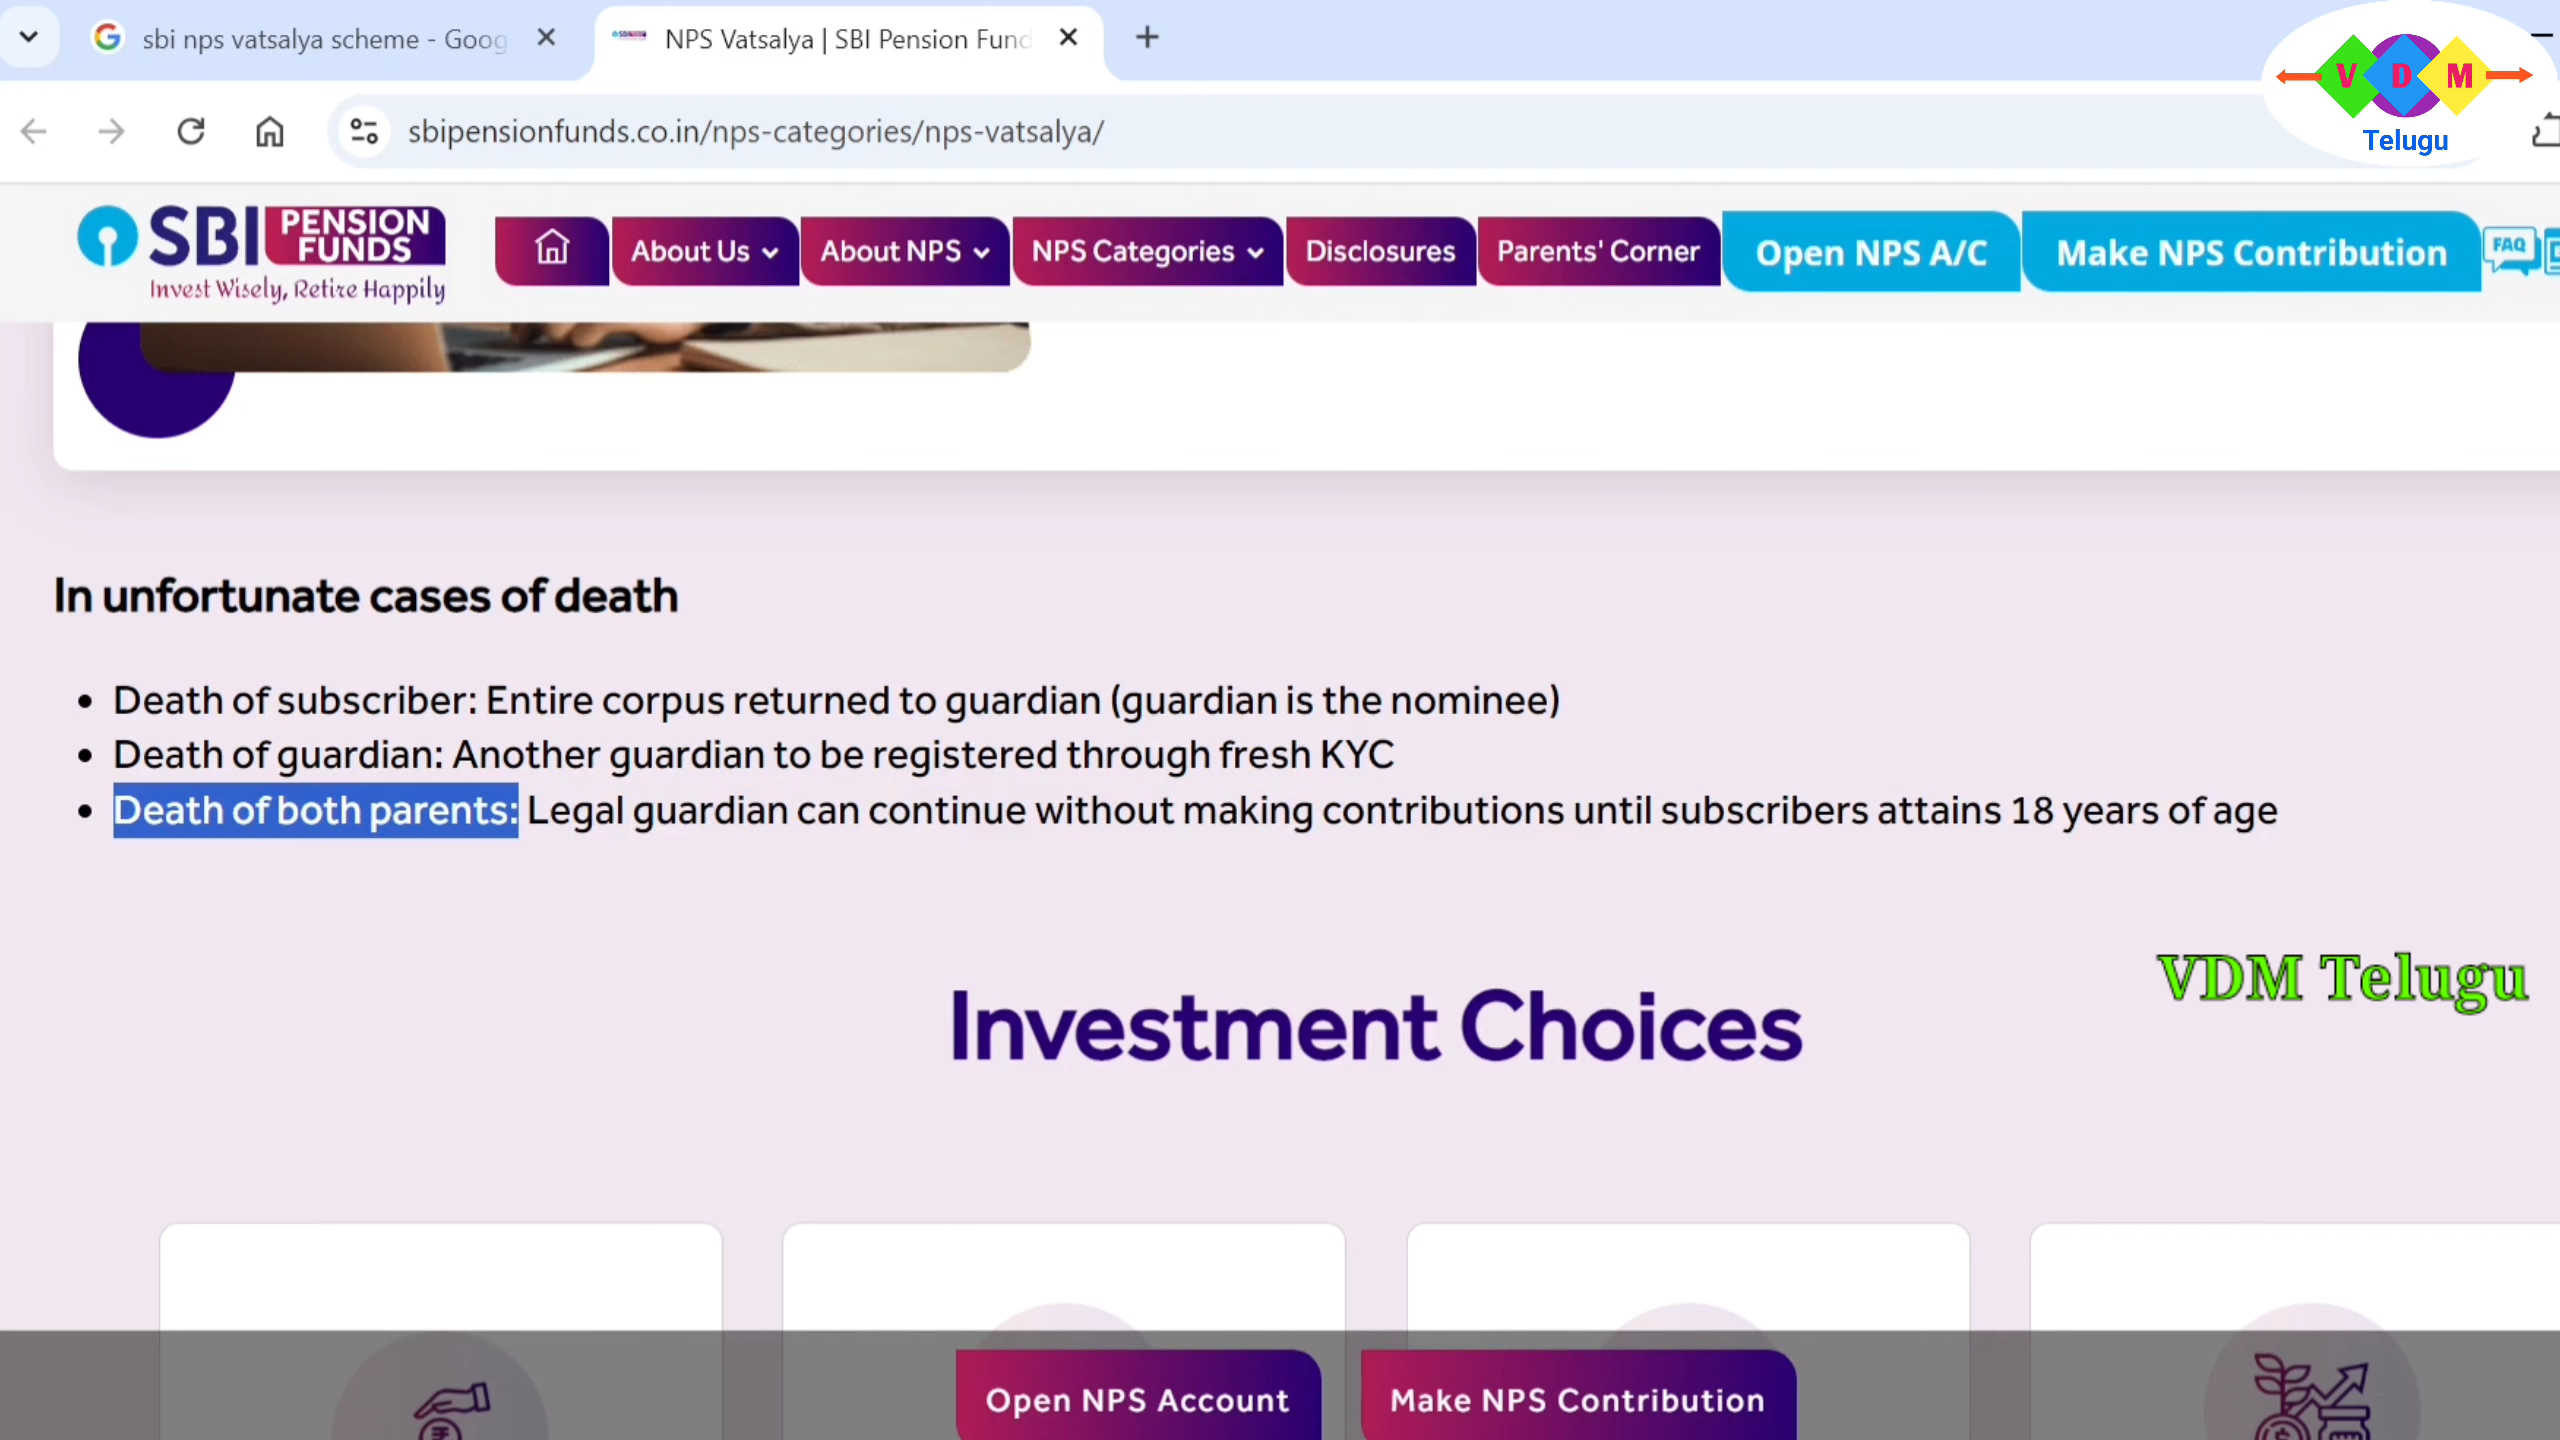 sbi nps vatsalya scheme - Goog
NPS Vatsalya | SBI Pension Fund
V D M
Telugu
sbipensionfunds.co.in/nps-categories/nps-vatsalya/
SBI PENSION FUNDS
Invest Wisely, Retire Happily
About Us
About NPS
NPS Categories
Disclosures
Parents' Corner
Open NPS A/C
Make NPS Contribution
FAQ
In unfortunate cases of death
• Death of subscriber: Entire corpus returned to guardian (guardian is the nominee)
• Death of guardian: Another guardian to be registered through fresh KYC
• Death of both parents: Legal guardian can continue without making contributions until subscribers attains 18 years of age
VDM Telugu
Investment Choices
Open NPS Account
Make NPS Contribution